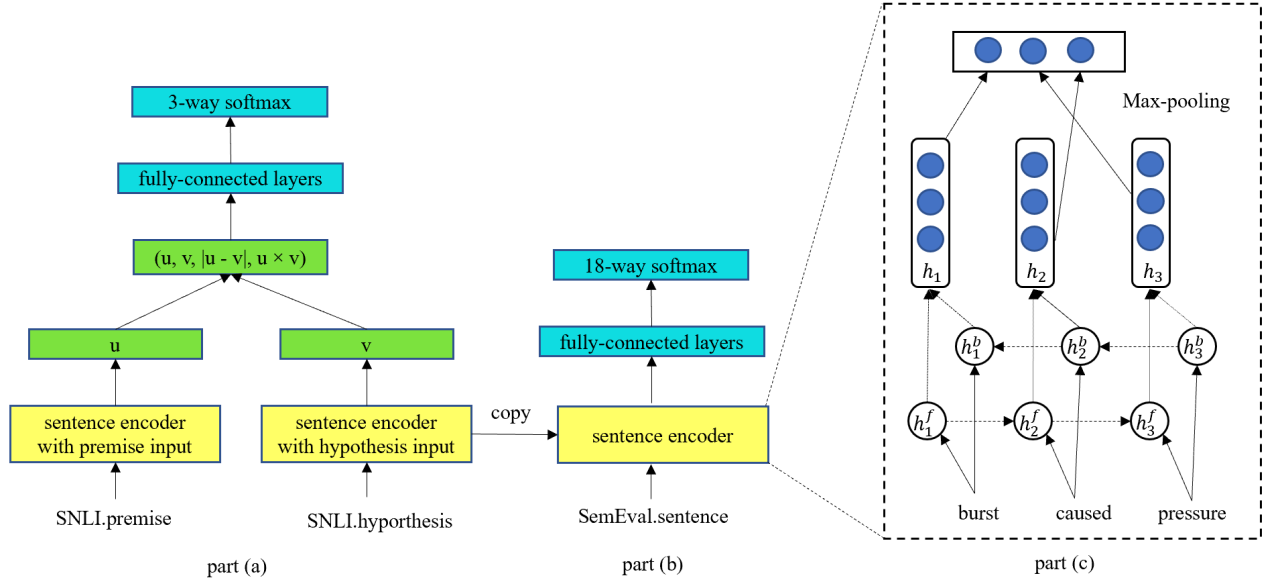 3-way softmax
fully-connected layers
(u, v, |u - v|, u × v)
u
v
sentence encoder
with premise input
sentence encoder
with hypothesis input
SNLI.premise
SNLI.hyporthesis
part (a)
copy
18-way softmax
fully-connected layers
sentence encoder
SemEval.sentence
part (b)
Max-pooling
h₁ h₂ h₃
h₁ᵇ h₂ᵇ h₃ᵇ
h₁ᶠ h₂ᶠ h₃ᶠ
burst caused pressure
part (c)